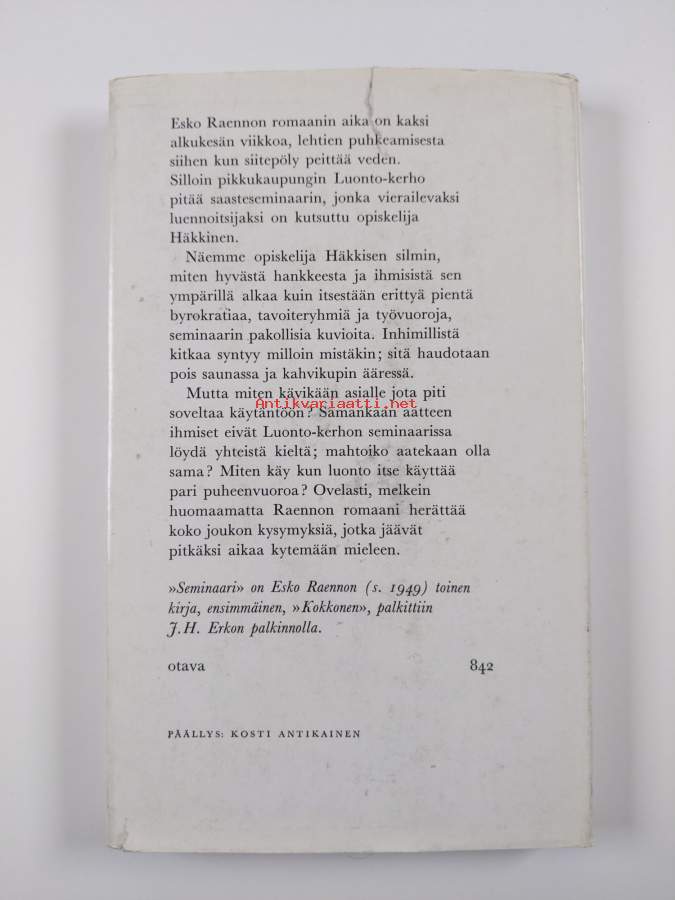 Esko Raennon romaanin aika on kaksi
alkukesän viikkoa, lehtien puhkeamisesta
siihen kun siitepöly peittää veden.
Silloin pikkukaupungin Luonto-kerho
pitää saasteseminaarin, jonka vierailevaksi
luennoitsijaksi on kutsuttu opiskelija
Häkkinen.
Näemme opiskelija Häkkisen silmin,
miten hyvästä hankkeesta ja ihmisistä sen
ympärillä alkaa kuin itsestään erittyä pientä
byrokratiaa, tavoiteryhmiä ja työvuoroja,
seminaarin pakollisia kuvioita. Inhimillistä
kitkaa syntyy milloin mistäkin; sitä haudotaan
pois saunassa ja kahvikupin ääressä.
Mutta miten kävikään asialle jota piti
Antikvariaatti.net
soveltaa käytäntöön? Samankaan aatteen
ihmiset eivät Luonto-kerhon seminaarissa
löydä yhteistä kieltä; mahtoiko aatekaan olla
sama? Miten käy kun luonto itse käyttää
pari puheenvuoroa? Ovelasti, melkein
huomaamatta Raennon romaani herättää
koko joukon kysymyksiä, jotka jäävät
pitkäksi aikaa kytemään mieleen.
»Seminaari» on Esko Raennon (s. 1949) toinen
kirja, ensimmäinen, »Kokkonen», palkittiin
J.H. Erkon palkinnolla.
otava 842
PÄÄLLYS: KOSTI ANTIKAINEN